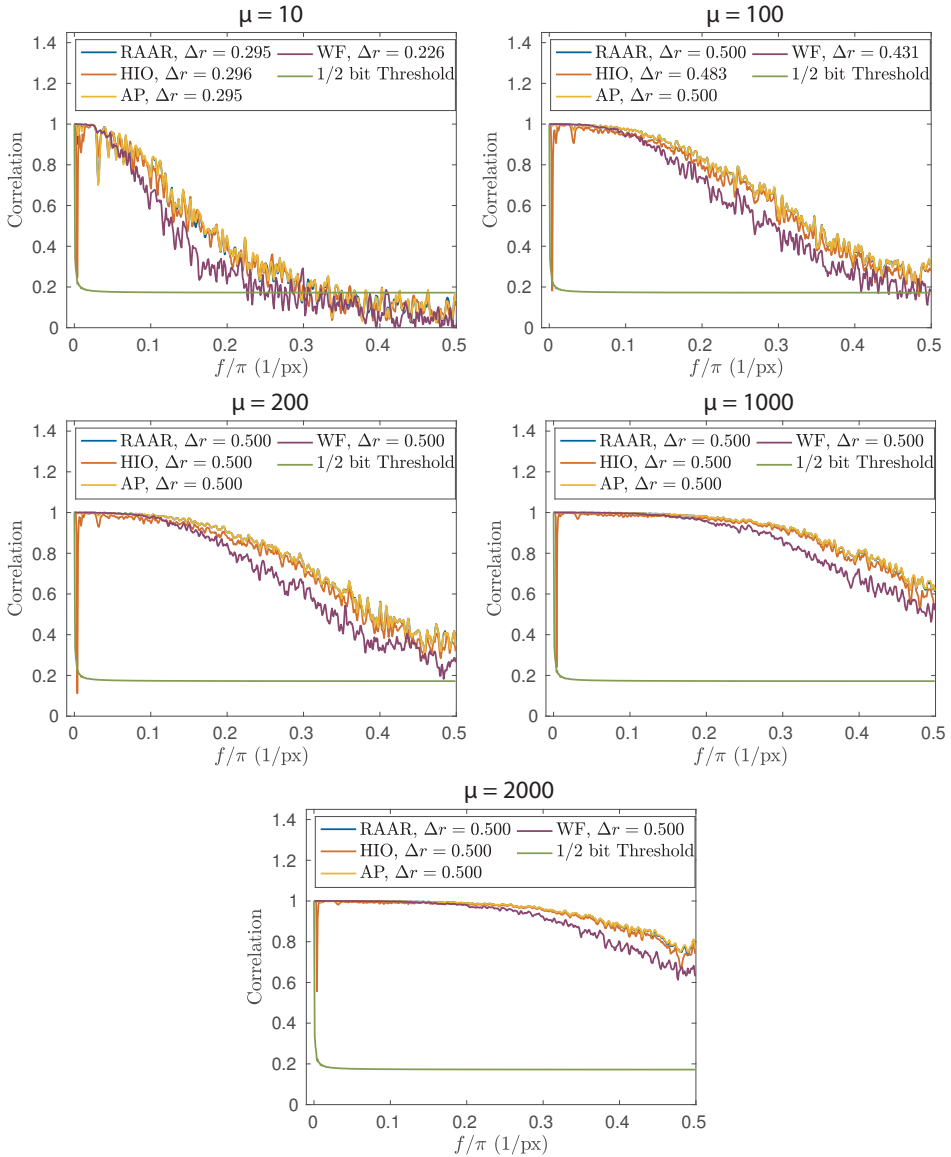 μ = 10
RAAR, Δr = 0.295
HIO, Δr = 0.296
AP, Δr = 0.295
WF, Δr = 0.226
1/2 bit Threshold
1.4
1.2
1
0.8
0.6
0.4
0.2
0
Correlation
0 0.1 0.2 0.3 0.4 0.5
f/π (1/px)
μ = 100
RAAR, Δr = 0.500
HIO, Δr = 0.483
AP, Δr = 0.500
WF, Δr = 0.431
1/2 bit Threshold
1.4
1.2
1
0.8
0.6
0.4
0.2
0
Correlation
0 0.1 0.2 0.3 0.4 0.5
f/π (1/px)
μ = 200
RAAR, Δr = 0.500
HIO, Δr = 0.500
AP, Δr = 0.500
WF, Δr = 0.500
1/2 bit Threshold
1.4
1.2
1
0.8
0.6
0.4
0.2
0
Correlation
0 0.1 0.2 0.3 0.4 0.5
f/π (1/px)
μ = 1000
RAAR, Δr = 0.500
HIO, Δr = 0.500
AP, Δr = 0.500
WF, Δr = 0.500
1/2 bit Threshold
1.4
1.2
1
0.8
0.6
0.4
0.2
0
Correlation
0 0.1 0.2 0.3 0.4 0.5
f/π (1/px)
μ = 2000
RAAR, Δr = 0.500
HIO, Δr = 0.500
AP, Δr = 0.500
WF, Δr = 0.500
1/2 bit Threshold
1.4
1.2
1
0.8
0.6
0.4
0.2
0
Correlation
0 0.1 0.2 0.3 0.4 0.5
f/π (1/px)